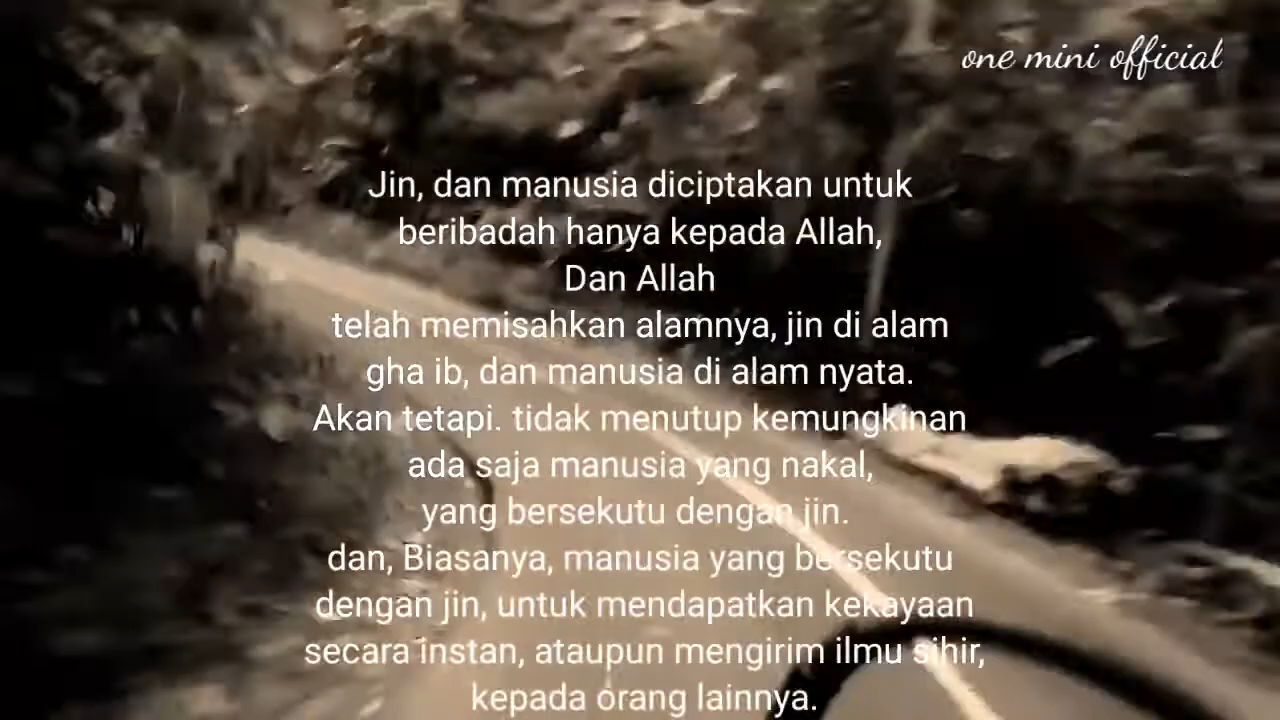 one mini official
Jin, dan manusia diciptakan untuk
beribadah hanya kepada Allah,
Dan Allah
telah memisahkan alamnya, jin di alam
gha ib, dan manusia di alam nyata.
Akan tetapi. tidak menutup kemungkinan
ada saja manusia yang nakal,
yang bersekutu dengan jin.
dan, Biasanya, manusia yang bersekutu
dengan jin, untuk mendapatkan kekayaan
secara instan, ataupun mengirim ilmu sihir,
kepada orang lainnya.